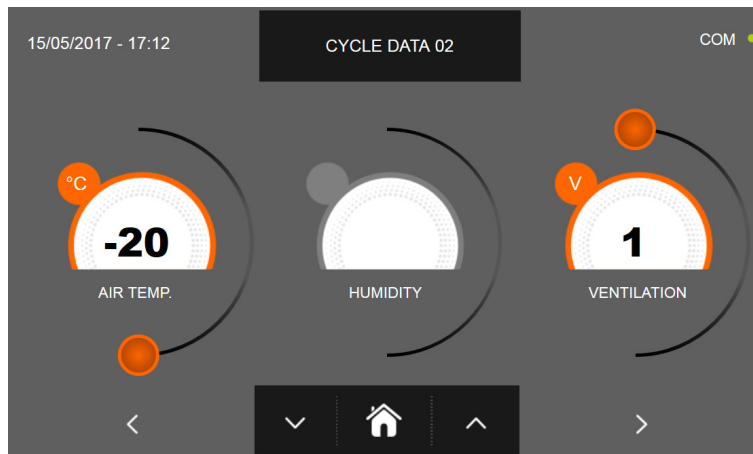 15/05/2017 - 17:12
CYCLE DATA 02
COM
°C
-20
AIR TEMP.
HUMIDITY
V
1
VENTILATION